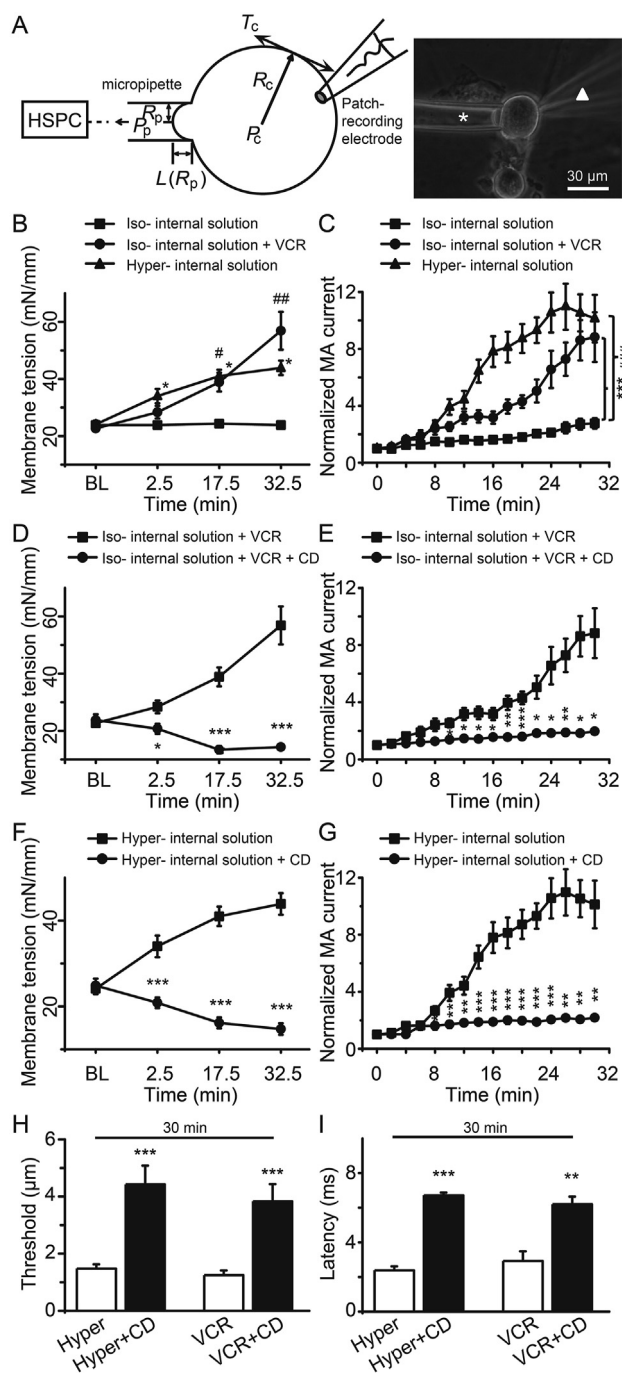 A
HSPC
micropipette
Pp
Rp
L(Rp)
Tc
Rc
Pc
Patch-
recording
electrode
*
30 µm
B
Iso- internal solution
Iso- internal solution + VCR
Hyper- internal solution
Membrane tension (mN/mm)
60
40
20
*
#
*
##
*
BL 2.5 17.5 32.5
Time (min)
C
Iso- internal solution
Iso- internal solution + VCR
Hyper- internal solution
Normalized MA current
12
8
4
0
***
0 8 16 24 32
Time (min)
D
Iso- internal solution + VCR
Iso- internal solution + VCR + CD
Membrane tension (mN/mm)
60
40
20
*
***
***
BL 2.5 17.5 32.5
Time (min)
E
Iso- internal solution + VCR
Iso- internal solution + VCR + CD
Normalized MA current
12
8
4
0
* * * * ** ** * * ** * *
0 8 16 24 32
Time (min)
F
Hyper- internal solution
Hyper- internal solution + CD
Membrane tension (mN/mm)
40
20
***
***
***
BL 2.5 17.5 32.5
Time (min)
G
Hyper- internal solution
Hyper- internal solution + CD
Normalized MA current
12
8
4
0
0 8 16 24 32
Time (min)
H
30 min
Threshold (µm)
6
4
2
0
***
***
Hyper
Hyper+CD
VCR
VCR+CD
I
30 min
Latency (ms)
9
6
3
0
***
**
Hyper
Hyper+CD
VCR
VCR+CD